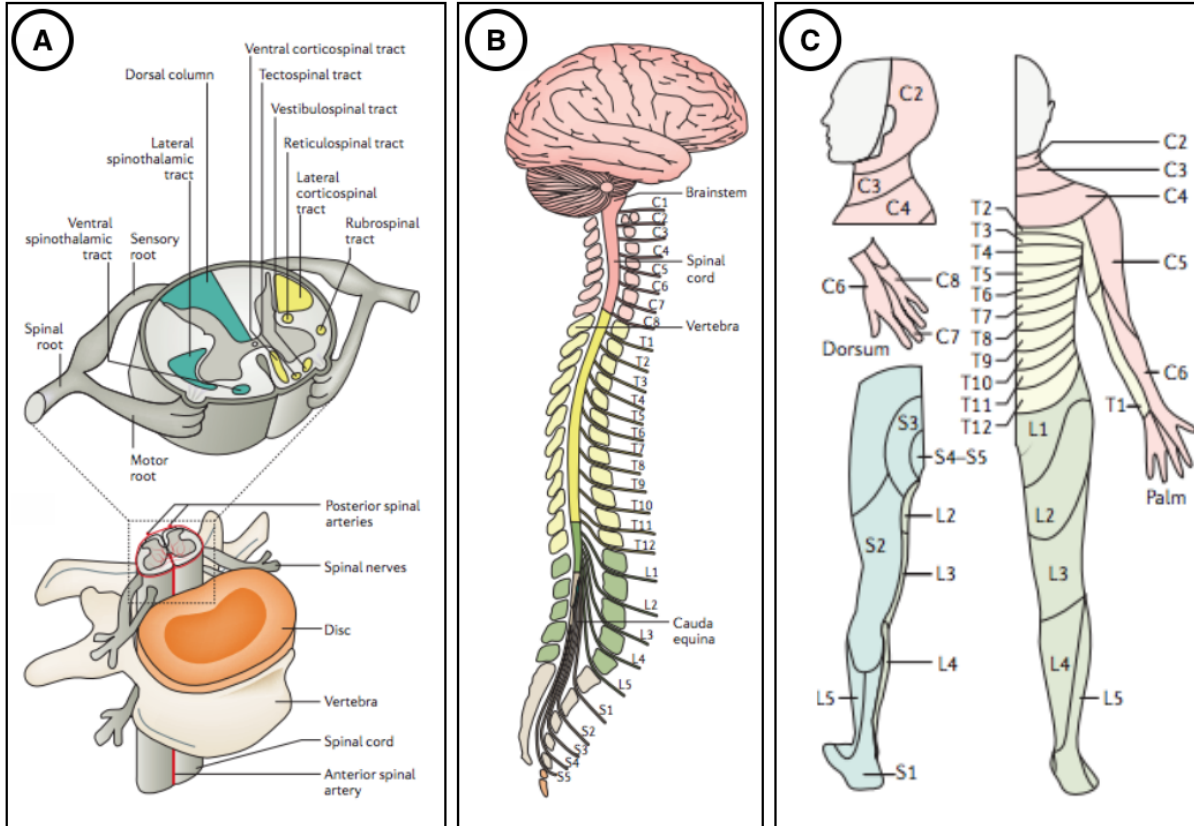 A
Ventral corticospinal tract
Dorsal column
Tectospinal tract
Vestibulospinal tract
Lateral
spinothalamic
tract
Reticulospinal tract
Lateral
corticospinal
tract
Ventral
spinothalamic
tract
Sensory
root
Rubrospinal
tract
Spinal
root
Motor
root
Posterior spinal
arteries
Spinal nerves
Disc
Vertebra
Spinal cord
Anterior spinal
artery
B
Brainstem
C1
C2
C3
C4
Spinal
cord
C5
C6
C7
C8
Vertebra
T1
T2
T3
T4
T5
T6
T7
T8
T9
T10
T11
T12
L1
L2
Cauda
equina
L3
L4
L5
S1
S2
S3
S4
S5
C
C2
C3
C4
C6
C8
C7
Dorsum
S3
S4–S5
L2
S2
L3
L4
L5
S1
C2
C3
C4
T2
T3
T4
C5
T5
T6
T7
T8
T9
T10
C6
T11
T1
T12
L1
Palm
L2
L3
L4
L5